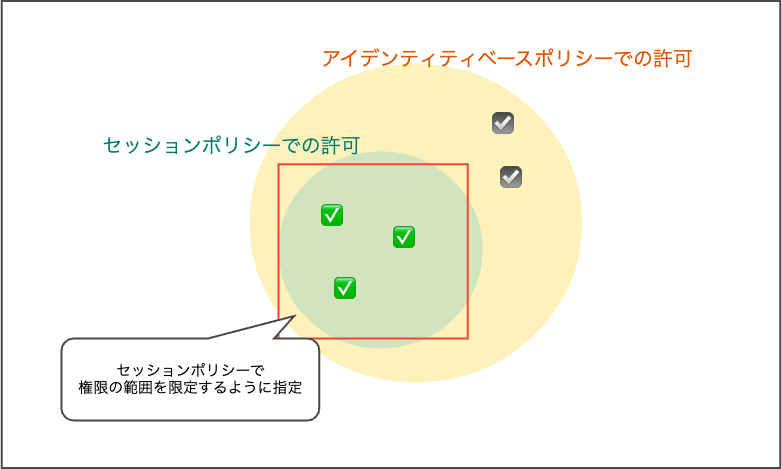 アイデンティティベースポリシーでの許可
セッションポリシーでの許可
セッションポリシーで
権限の範囲を限定するように指定